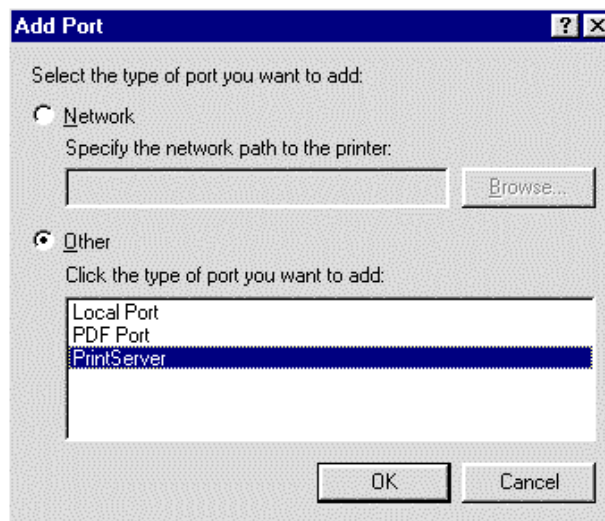 Add Port
Select the type of port you want to add:
Network
Specify the network path to the printer:
Browse...
Other
Click the type of port you want to add:
Local Port
PDF Port
PrintServer
OK Cancel